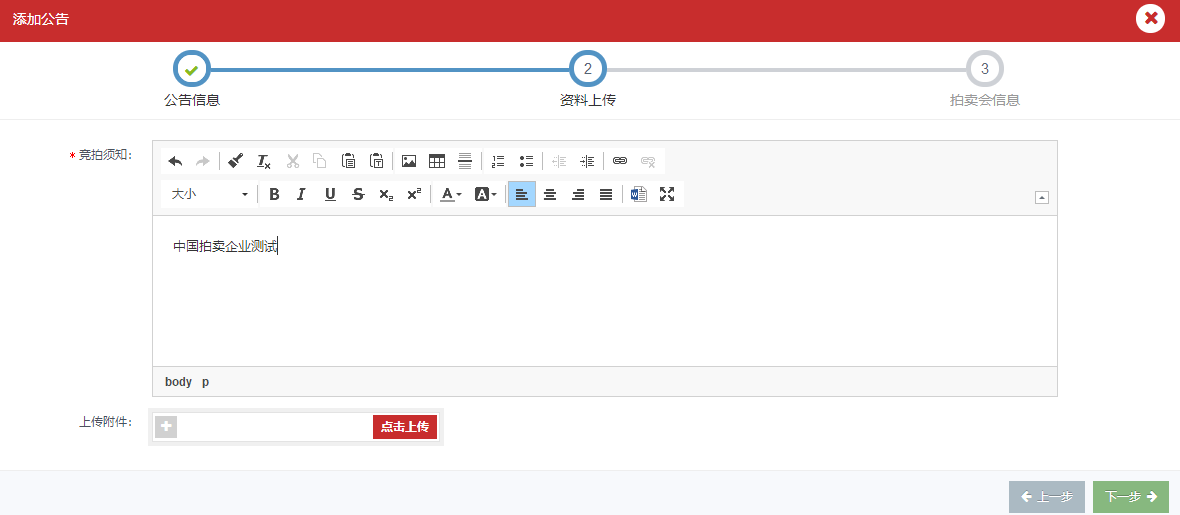 添加公告
2
3
公告信息
资料上传
拍卖会信息
* 竞拍须知:
大小
B I U S x₂ x² A A
中国拍卖企业测试
body p
上传附件:
点击上传
上一步
下一步